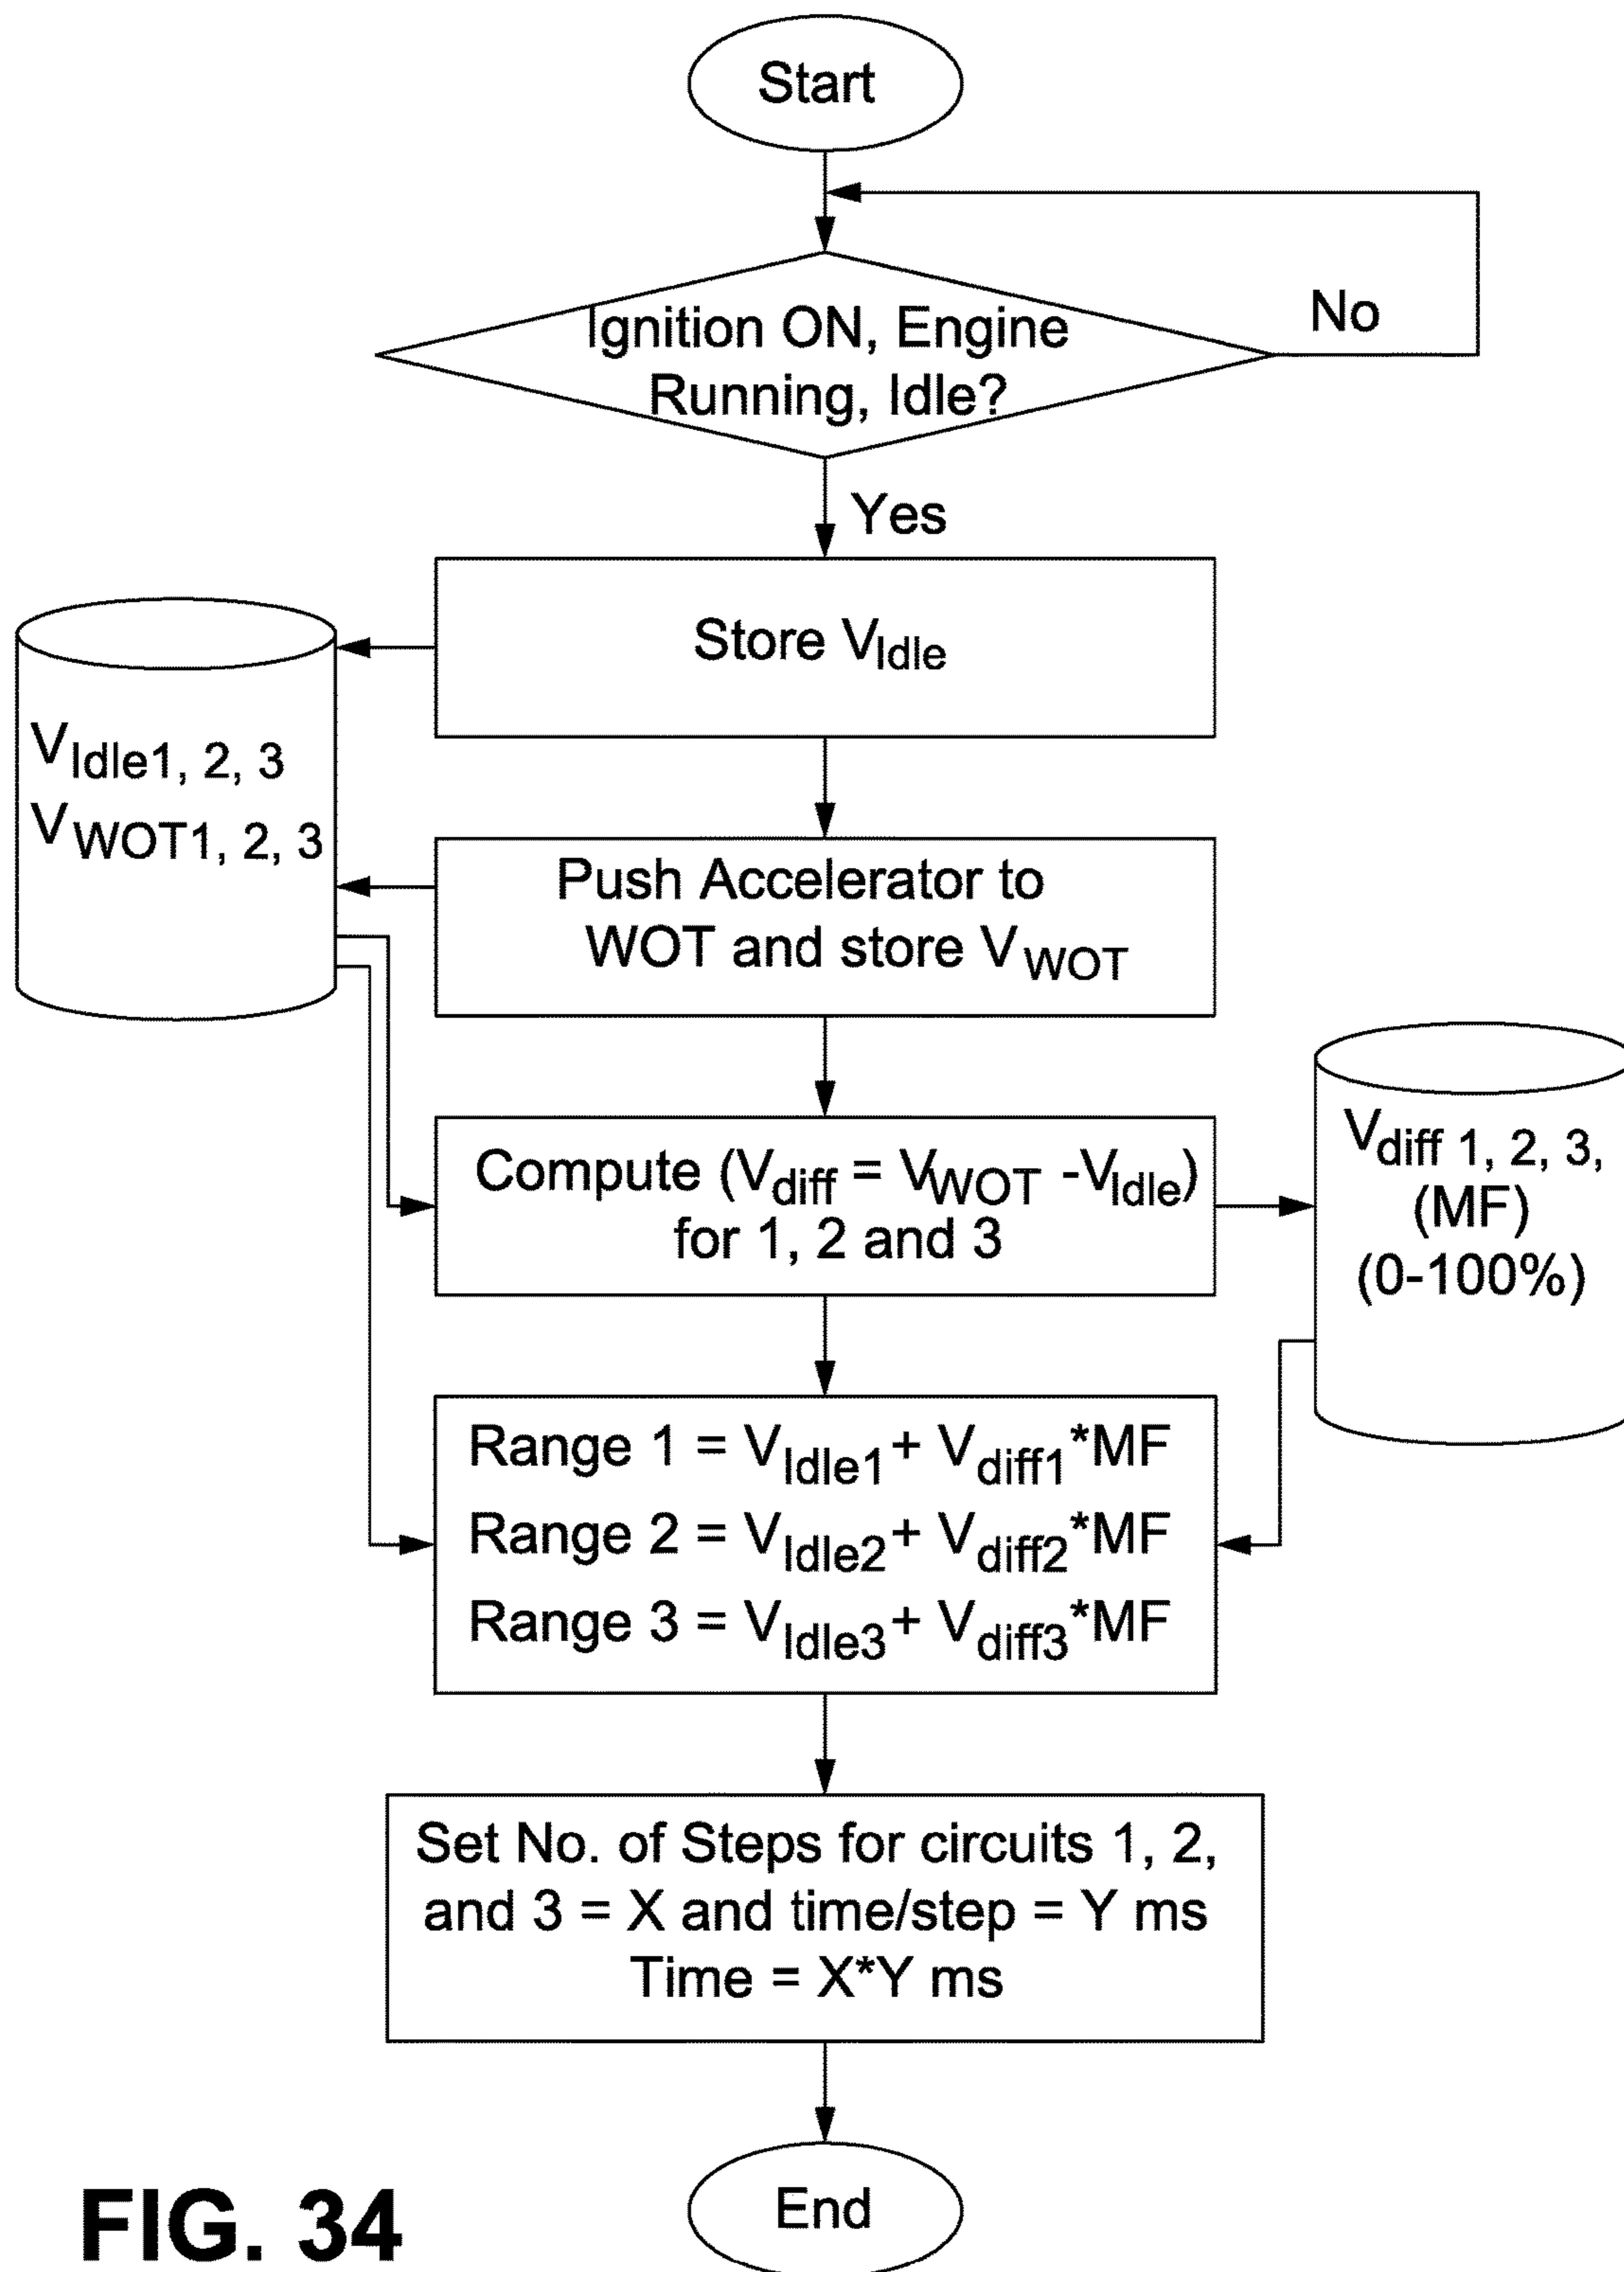 Start
Ignition ON, Engine
Running, Idle?
No
Yes
Store VIdle
VIdle1, 2, 3
VWOT1, 2, 3
Push Accelerator to
WOT and store VWOT
Compute (Vdiff = VWOT -VIdle)
for 1, 2 and 3
Vdiff 1, 2, 3,
(MF)
(0-100%)
Range 1 = VIdle1+ Vdiff1*MF
Range 2 = VIdle2+ Vdiff2*MF
Range 3 = VIdle3+ Vdiff3*MF
Set No. of Steps for circuits 1, 2,
and 3 = X and time/step = Y ms
Time = X*Y ms
End
FIG. 34